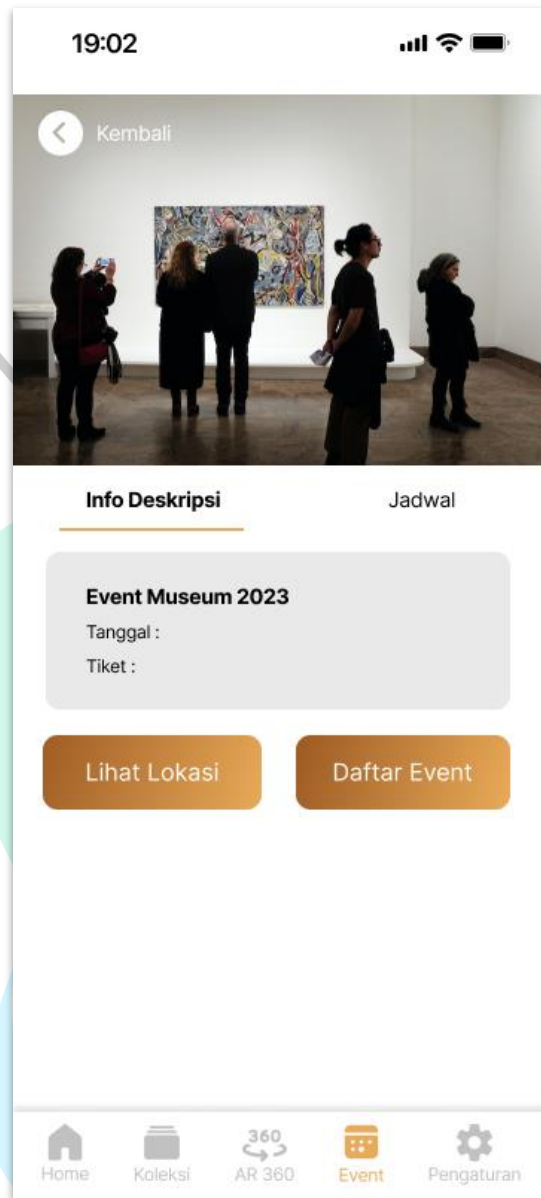 19:02
Kembali
Info Deskripsi
Jadwal
Event Museum 2023
Tanggal :
Tiket :
Lihat Lokasi
Daftar Event
360
Home
Koleksi
AR 360
Event
Pengaturan